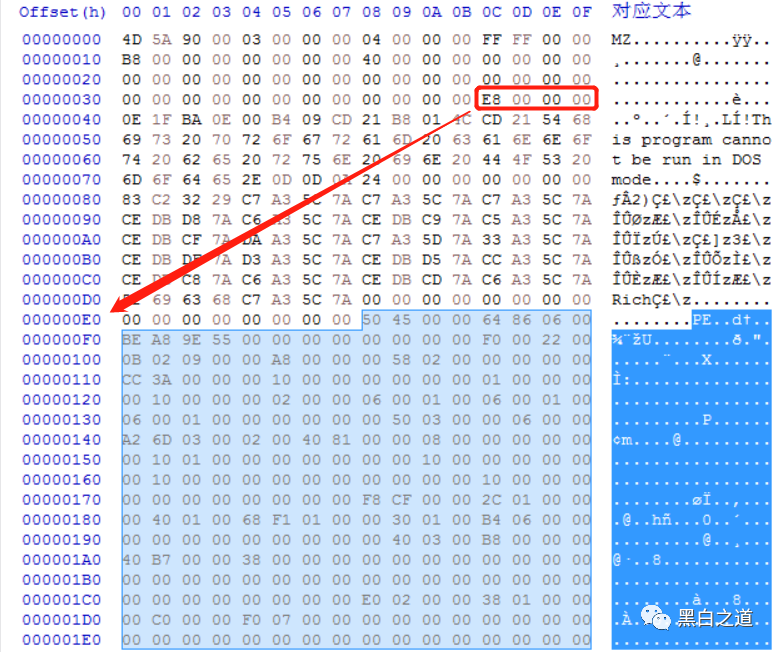 Offset(h) 00 01 02 03 04 05 06 07 08 09 0A 0B 0C 0D 0E 0F 对应文本
00000000 4D 5A 90 00 03 00 00 00 04 00 00 00 FF FF 00 00 MZ..........ÿÿ..
00000010 B8 00 00 00 00 00 00 00 40 00 00 00 00 00 00 00 ¸.......@.......
00000020 00 00 00 00 00 00 00 00 00 00 00 00 00 00 00 00 ................
00000030 00 00 00 00 00 00 00 00 00 00 00 00 E8 00 00 00 ............è...
00000040 0E 1F BA 0E 00 B4 09 CD 21 B8 01 4C CD 21 54 68 ..º..´.Í!¸.LÍ!Th
00000050 69 73 20 70 72 6F 67 72 61 6D 20 63 61 6E 6E 6F is program canno
00000060 74 20 62 65 20 72 75 6E 20 69 6E 20 44 4F 53 20 t be run in DOS
00000070 6D 6F 64 65 2E 0D 0D 0A 24 00 00 00 00 00 00 00 mode....$.......
00000080 83 C2 32 29 C7 A3 5C 7A C7 A3 5C 7A C7 A3 5C 7A ƒÂ2)Ç£\zÇ£\zÇ£\z
00000090 CE DB D8 7A C6 A3 5C 7A CE DB C9 7A C5 A3 5C 7A ÎÛØzÆ£\zÎÛÉzÅ£\z
000000A0 CE DB CF 7A DA A3 5C 7A C7 A3 5D 7A 33 A3 5C 7A ÎÛÏzÚ£\zÇ£]z3£\z
000000B0 CE DB DF 7A D3 A3 5C 7A CE DB D5 7A CC A3 5C 7A ÎÛßzÓ£\zÎÛÕzÌ£\z
000000C0 CE DB C8 7A C6 A3 5C 7A CE DB CD 7A C6 A3 5C 7A ÎÛÈzÆ£\zÎÛÍzÆ£\z
000000D0 52 69 63 68 C7 A3 5C 7A 00 00 00 00 00 00 00 00 RichÇ£\z........
000000E0 00 00 00 00 00 00 00 00 50 45 00 00 64 86 06 00 ........PE..d†..
000000F0 BE A8 9E 55 00 00 00 00 00 00 00 00 F0 00 22 00 ¾¨žU........ð.".
00000100 0B 02 09 00 00 A8 00 00 00 58 02 00 00 00 00 00 .....¨...X......
00000110 CC 3A 00 00 00 10 00 00 00 00 00 00 01 00 00 00 Ì:..............
00000120 00 10 00 00 00 02 00 00 06 00 01 00 06 00 01 00 ................
00000130 06 00 01 00 00 00 00 00 00 50 03 00 00 06 00 00 .........P......
00000140 A2 6D 03 00 02 00 40 81 00 00 08 00 00 00 00 00 ¢m....@.........
00000150 00 10 01 00 00 00 00 00 00 00 10 00 00 00 00 00 ................
00000160 00 10 00 00 00 00 00 00 00 00 00 00 10 00 00 00 ................
00000170 00 00 00 00 00 00 00 00 F8 CF 00 00 2C 01 00 00 ........øÏ..,...
00000180 00 40 01 00 68 F1 01 00 00 30 01 00 B4 06 00 00 .@..hñ...0..´...
00000190 00 00 00 00 00 00 00 00 00 40 03 00 B8 00 00 00 .........@..¸...
000001A0 40 B7 00 00 38 00 00 00 00 00 00 00 00 00 00 00 @·..8...........
000001B0 00 00 00 00 00 00 00 00 00 00 00 00 00 00 00 00 ................
000001C0 00 00 00 00 00 00 00 00 E0 02 00 00 38 01 00 00 ........à...8...
000001D0 00 C0 00 00 F0 07 00 00 00 00 00 00 00 00 00 00 .À
000001E0 00 00 00 00 00 00 00 00 00 00 00 00 00 00 00 00 ................
黑白之道